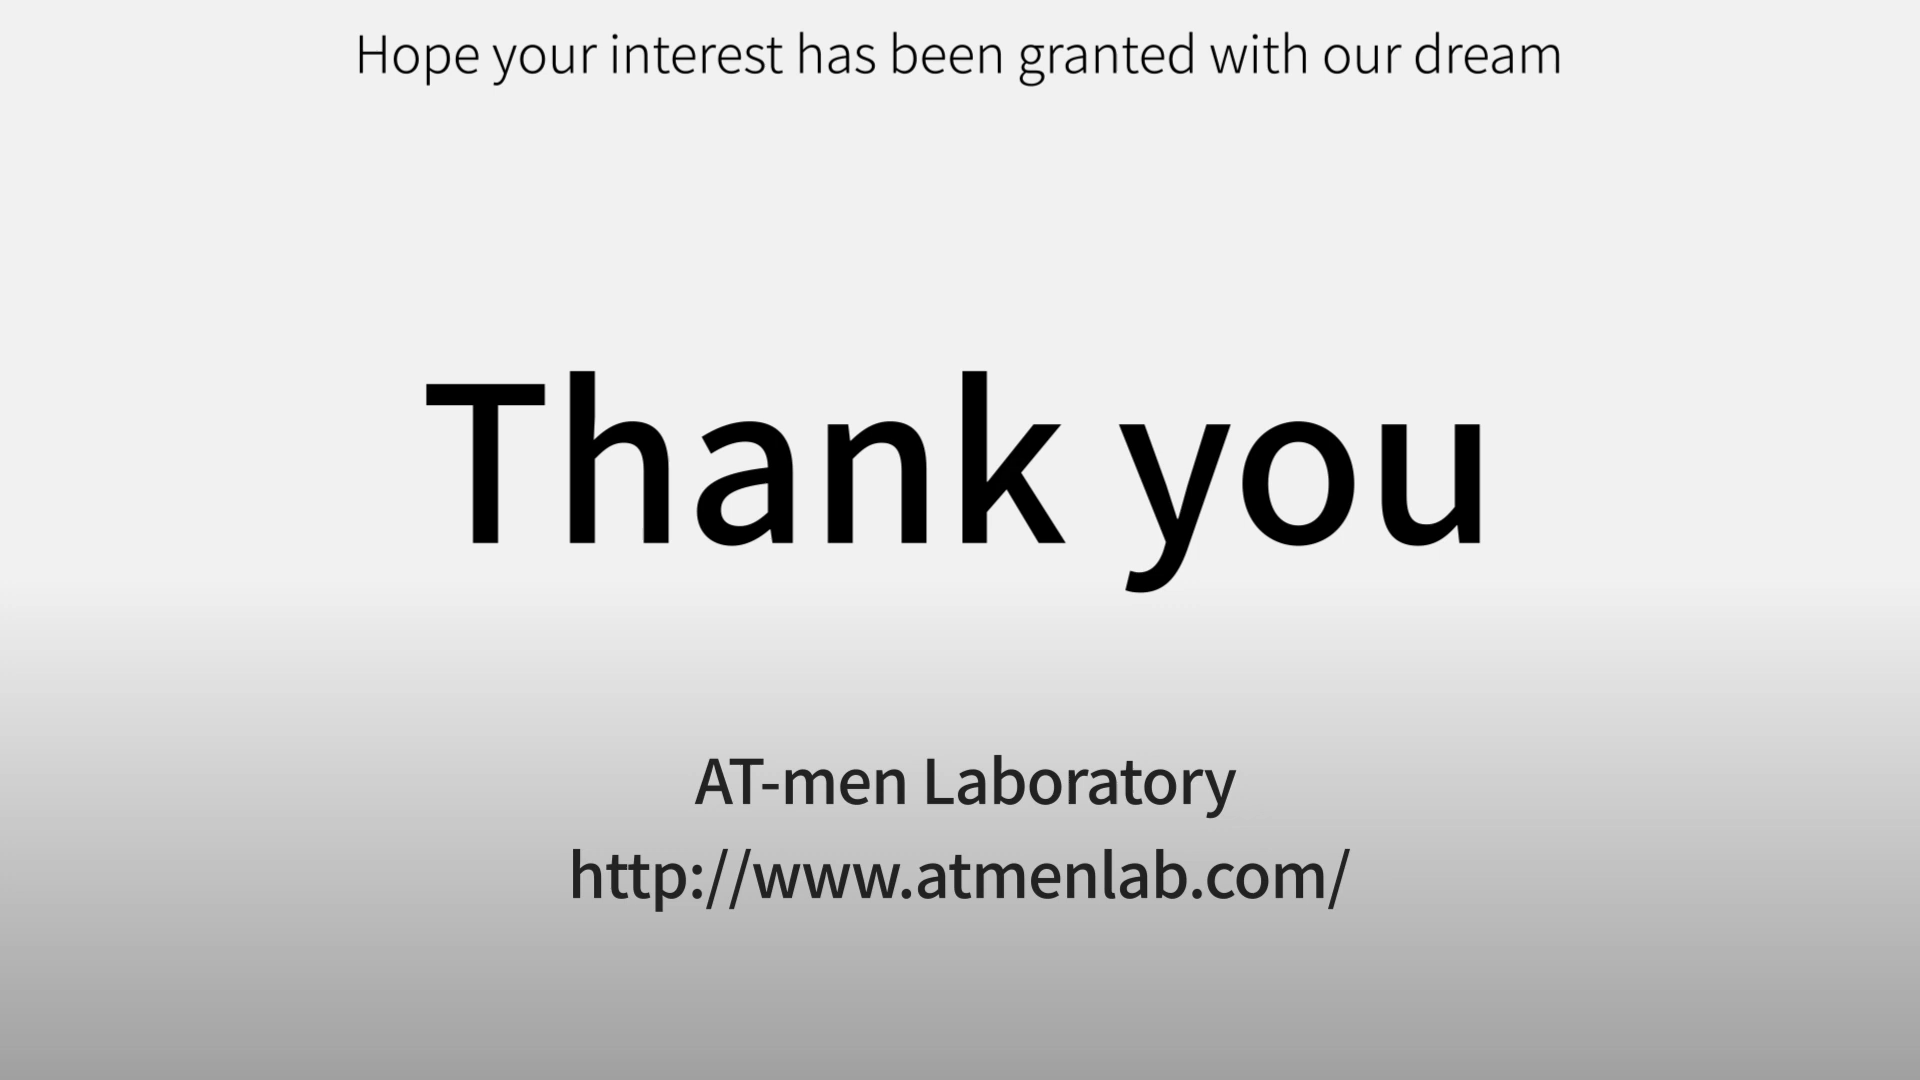 Hope your interest has been granted with our dream
Thank you
AT-men Laboratory
http://www.atmenlab.com/